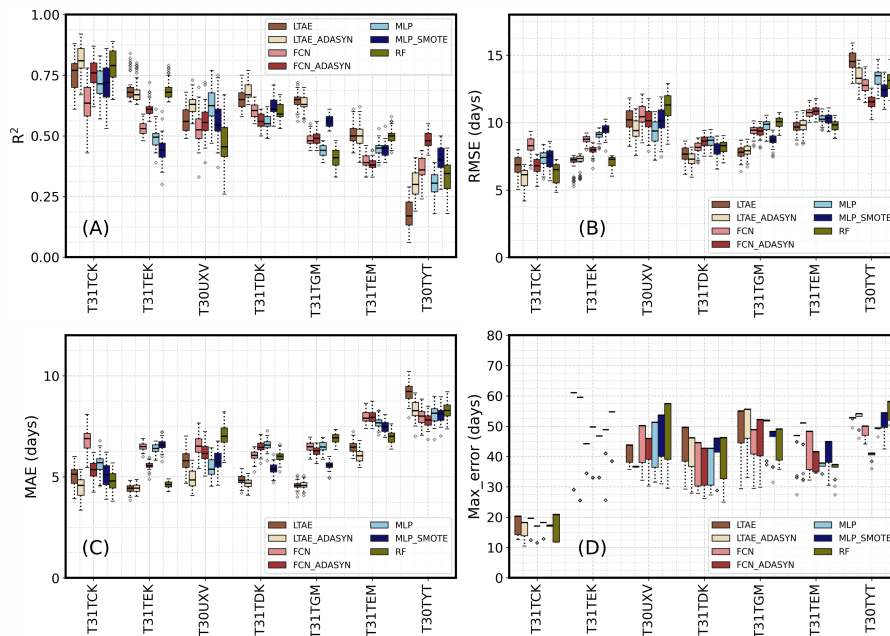 1.00
0.75
0.50
0.25
0.00
R²
LTAE
LTAE_ADASYN
FCN
FCN_ADASYN
MLP
MLP_SMOTE
RF
(A)
T31TCK
T31TEK
T30UXV
T31TDK
T31TGM
T31TEM
T30TYT
15
10
5
0
RMSE (days)
LTAE
LTAE_ADASYN
FCN
FCN_ADASYN
MLP
MLP_SMOTE
RF
(B)
T31TCK
T31TEK
T30UXV
T31TDK
T31TGM
T31TEM
T30TYT
10
5
0
MAE (days)
LTAE
LTAE_ADASYN
FCN
FCN_ADASYN
MLP
MLP_SMOTE
RF
(C)
T31TCK
T31TEK
T30UXV
T31TDK
T31TGM
T31TEM
T30TYT
80
70
60
50
40
30
20
10
0
Max_error (days)
LTAE
LTAE_ADASYN
FCN
FCN_ADASYN
MLP
MLP_SMOTE
RF
(D)
T31TCK
T31TEK
T30UXV
T31TDK
T31TGM
T31TEM
T30TYT